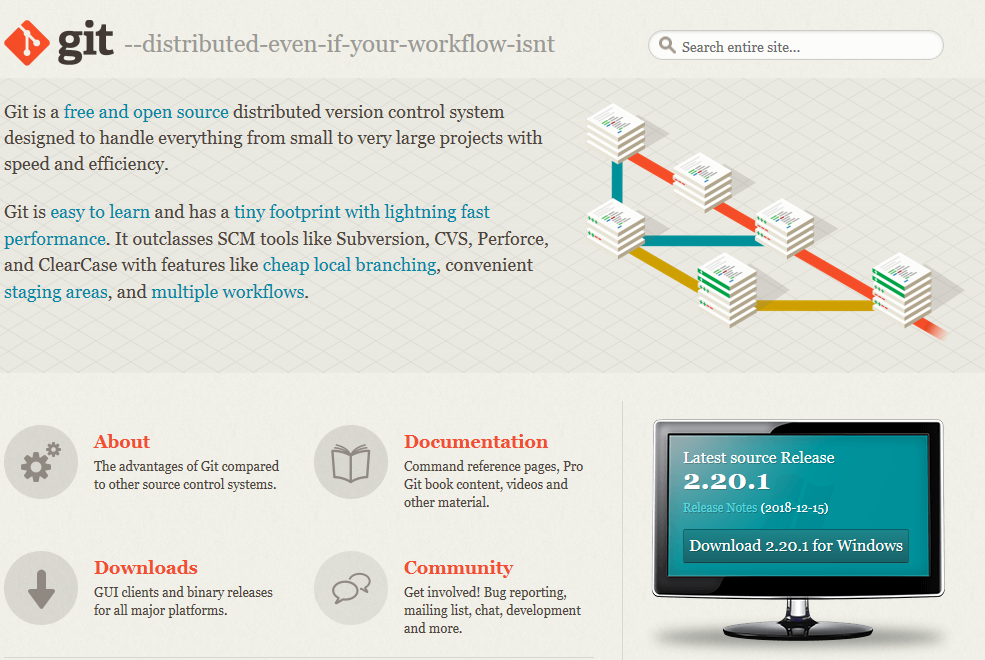 git --distributed-even-if-your-workflow-isnt
Search entire site...
Git is a free and open source distributed version control system
designed to handle everything from small to very large projects with
speed and efficiency.
Git is easy to learn and has a tiny footprint with lightning fast
performance. It outclasses SCM tools like Subversion, CVS, Perforce,
and ClearCase with features like cheap local branching, convenient
staging areas, and multiple workflows.
About
The advantages of Git compared
to other source control systems.
Documentation
Command reference pages, Pro
Git book content, videos and
other material.
Downloads
GUI clients and binary releases
for all major platforms.
Community
Get involved! Bug reporting,
mailing list, chat, development
and more.
Latest source Release
2.20.1
Release Notes (2018-12-15)
Download 2.20.1 for Windows